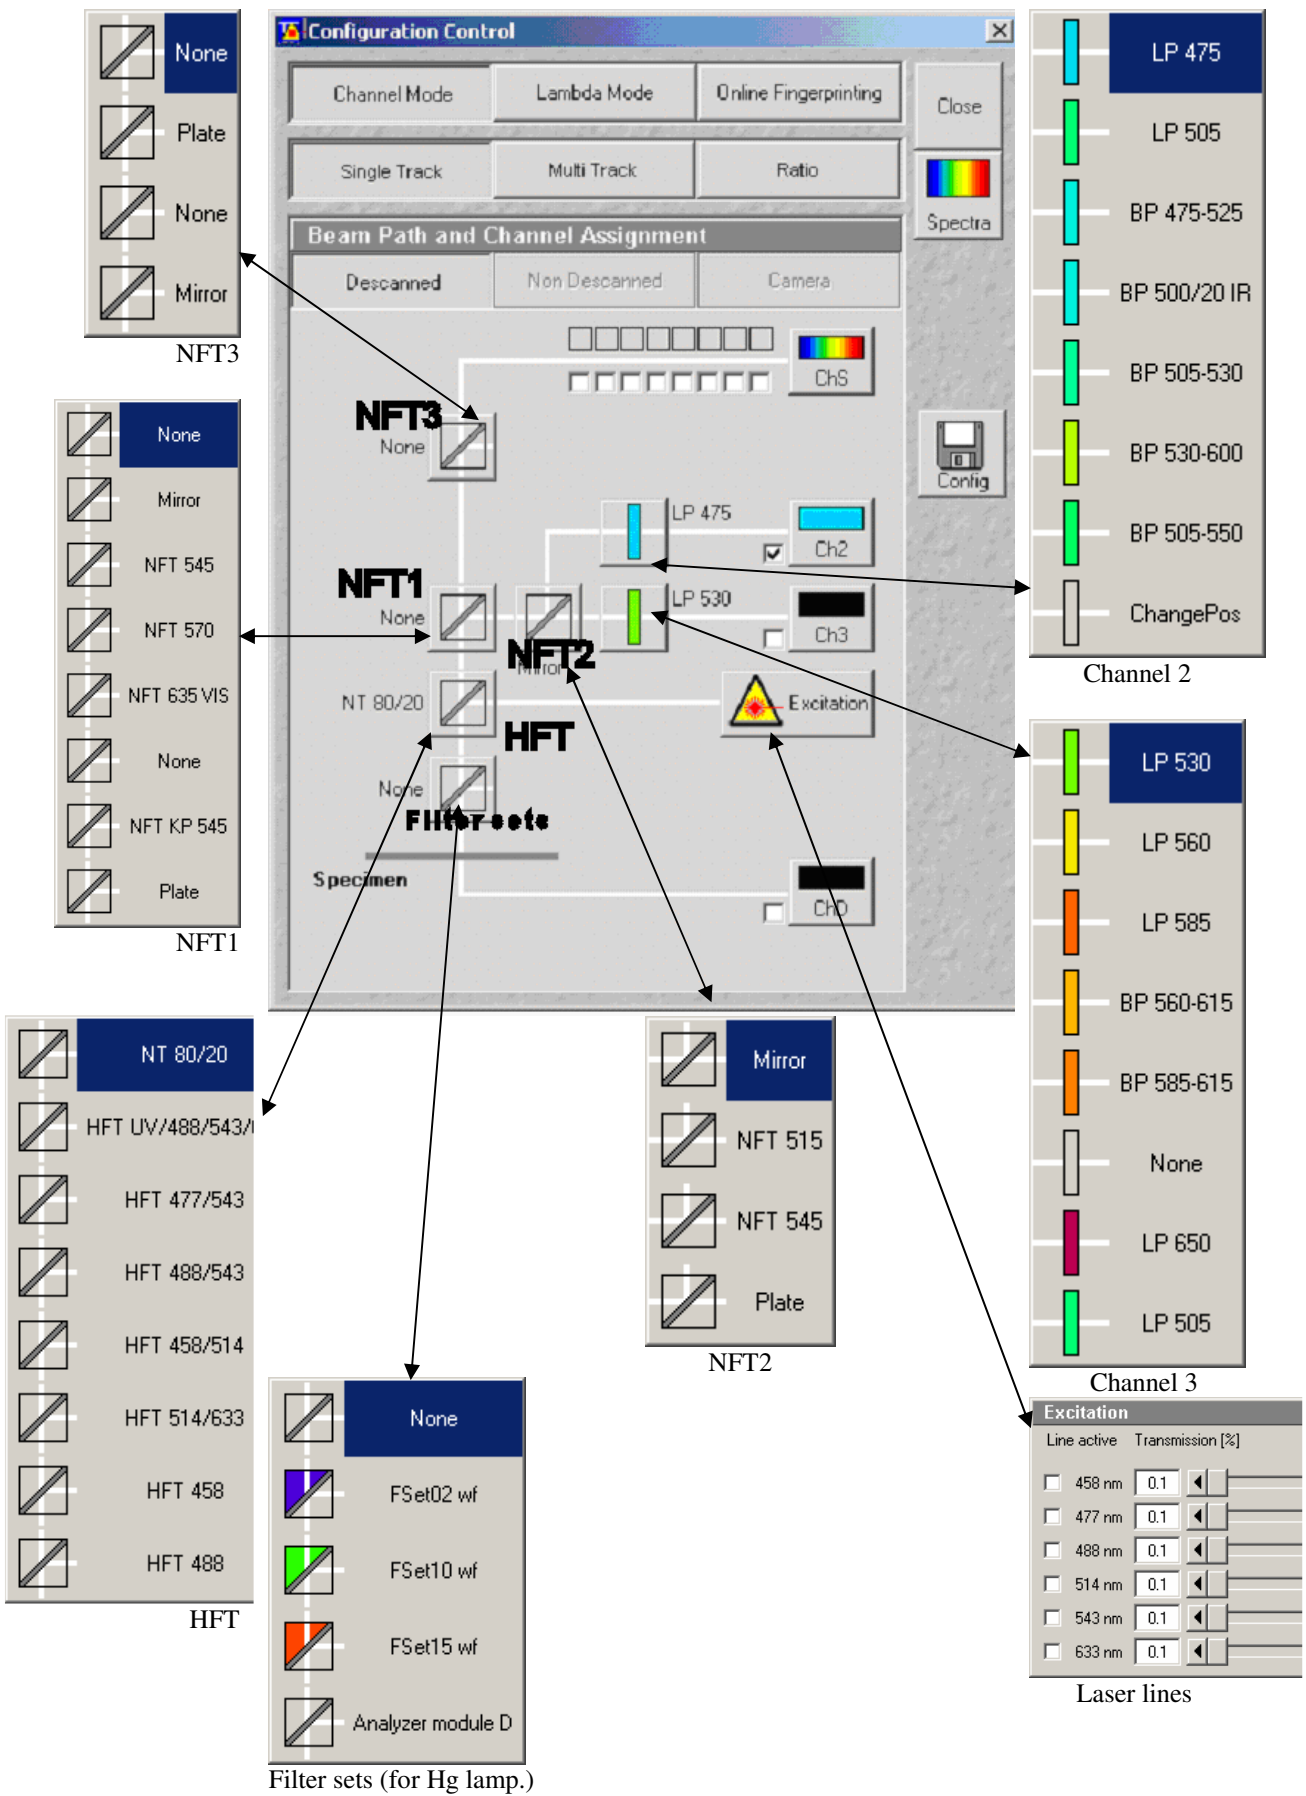 None
Plate
None
Mirror
NFT3
None
Mirror
NFT 545
NFT 570
NFT 635 VIS
None
NFT KP 545
Plate
NFT1
Configuration Control
Channel Mode
Lambda Mode
Online Fingerprinting
Close
Single Track
Multi Track
Ratio
Spectra
Beam Path and Channel Assignment
Descanned
Non Descanned
Camera
ChS
NFT3
None
Config
LP 475
Ch2
NFT1
None
LP 530
Ch3
NFT2
Mirror
NT 80/20
Excitation
HFT
None
Filter sets
Specimen
ChD
LP 475
LP 505
BP 475-525
BP 500/20 IR
BP 505-530
BP 530-600
BP 505-550
ChangePos
Channel 2
LP 530
LP 560
LP 585
BP 560-615
BP 585-615
None
LP 650
LP 505
Channel 3
NT 80/20
HFT UV/488/543/
HFT 477/543
HFT 488/543
HFT 458/514
HFT 514/633
HFT 458
HFT 488
HFT
None
FSet02 wf
FSet10 wf
FSet15 wf
Analyzer module D
Filter sets (for Hg lamp.)
Mirror
NFT 515
NFT 545
Plate
NFT2
Excitation
Line active Transmission [%]
458 nm 0.1
477 nm 0.1
488 nm 0.1
514 nm 0.1
543 nm 0.1
633 nm 0.1
Laser lines